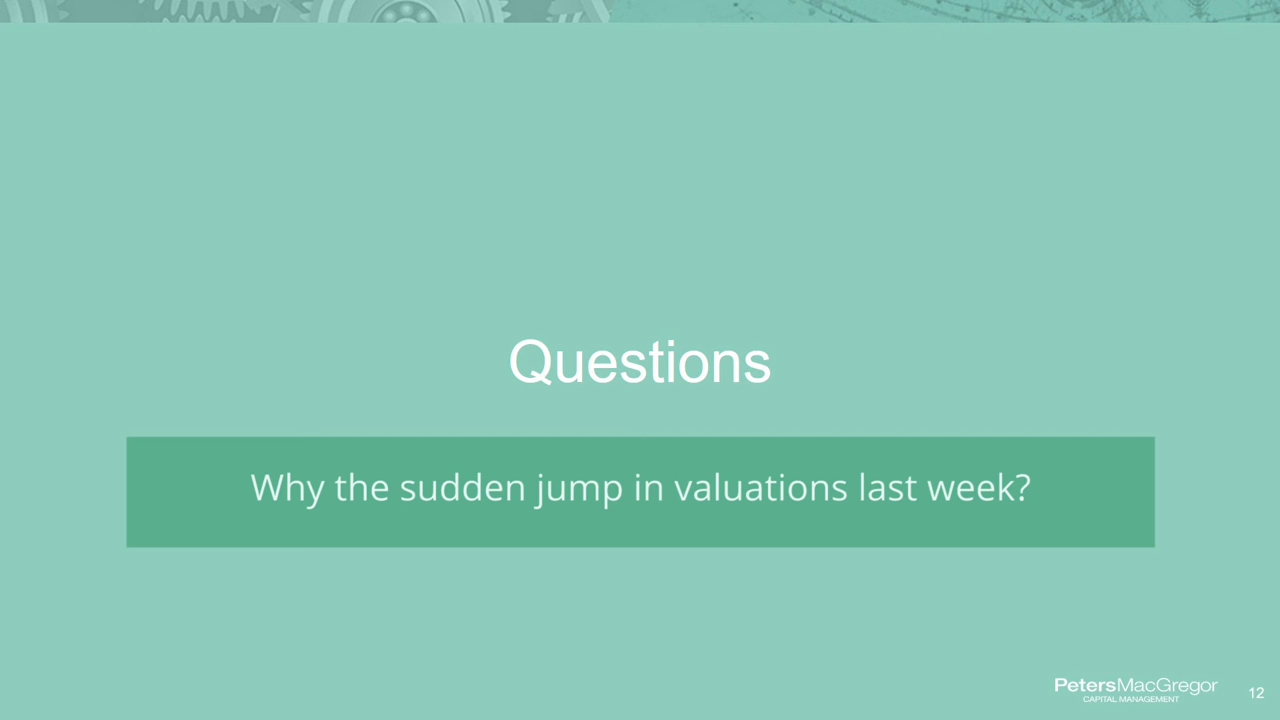 Questions
Why the sudden jump in valuations last week?
PetersMacGregor
CAPITAL MANAGEMENT
12